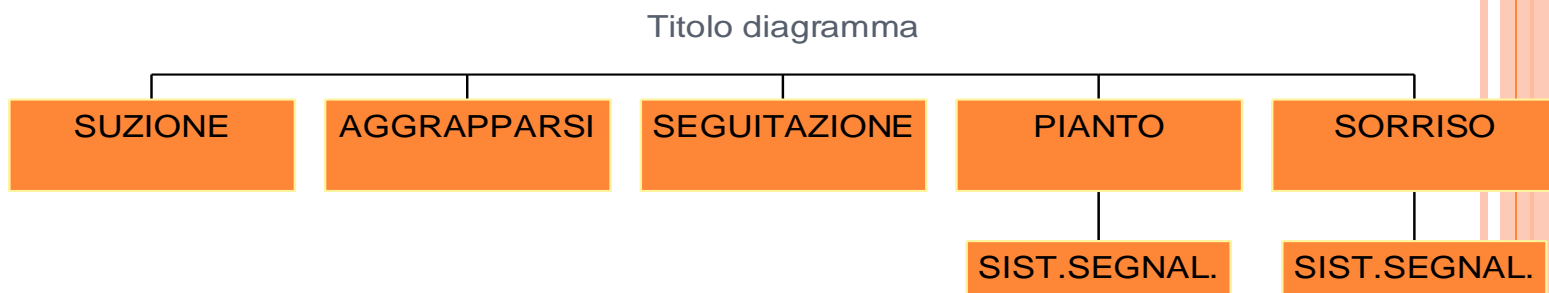 Titolo diagramma
SUZIONE
AGGRAPPARSI
SEGUITAZIONE
PIANTO
SORRISO
SIST.SEGNAL.
SIST.SEGNAL.